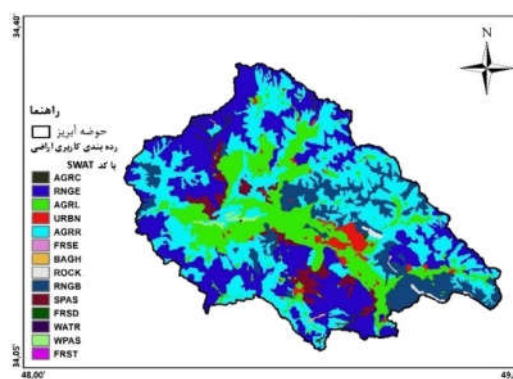 34,40
N
راهنما
حوضه آبریز
رده بندی کاربری اراضی
با کد SWAT
AGRC
RNGE
AGRL
URBN
AGRR
FRSE
BAGH
ROCK
RNGB
SPAS
FRSD
WATR
WPAS
FRST
34,05
48,00